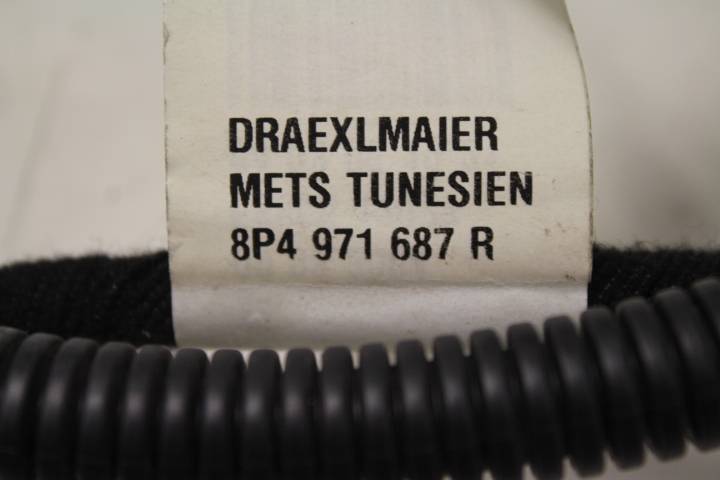 DRAEXLMAIER
METS TUNESIEN
8P4 971 687 R